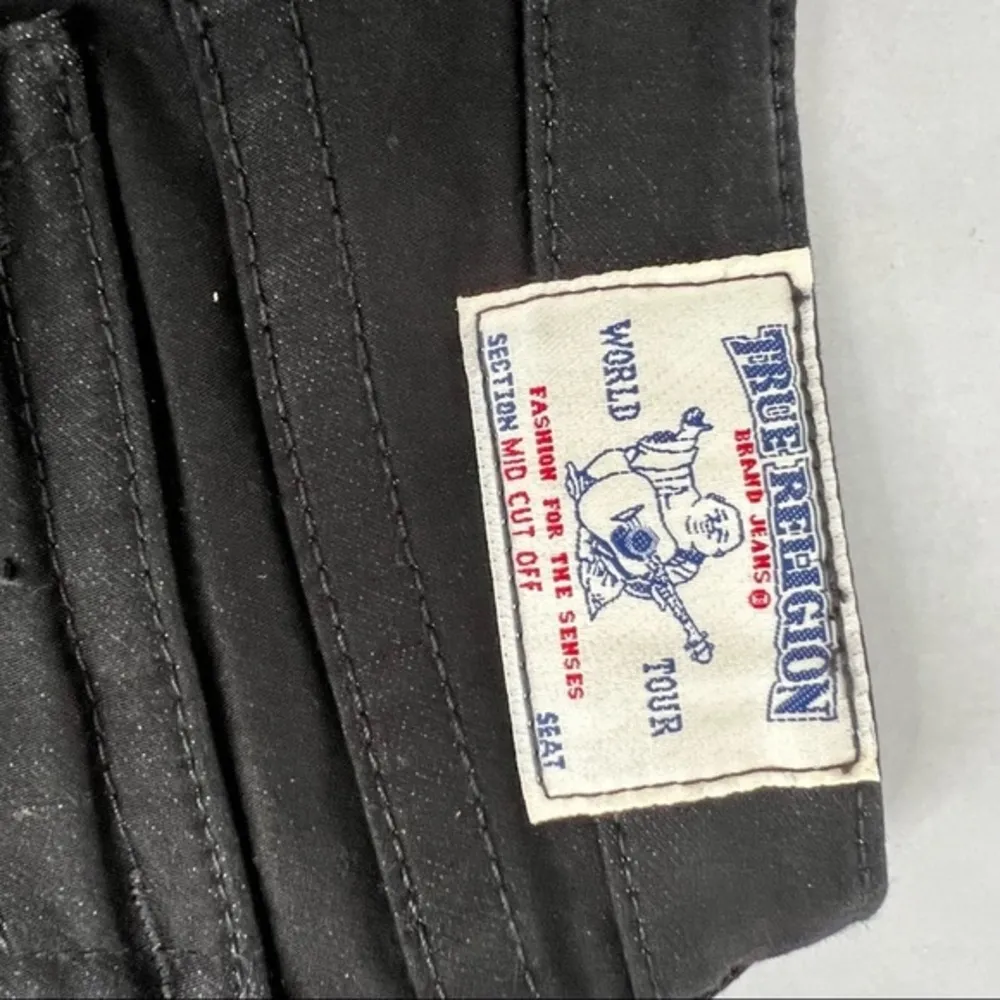 TRUE RELIGION
BRAND JEANS R
WORLD TOUR
FASHION FOR THE SENSES
SECTION MID CUT OFF SEAT